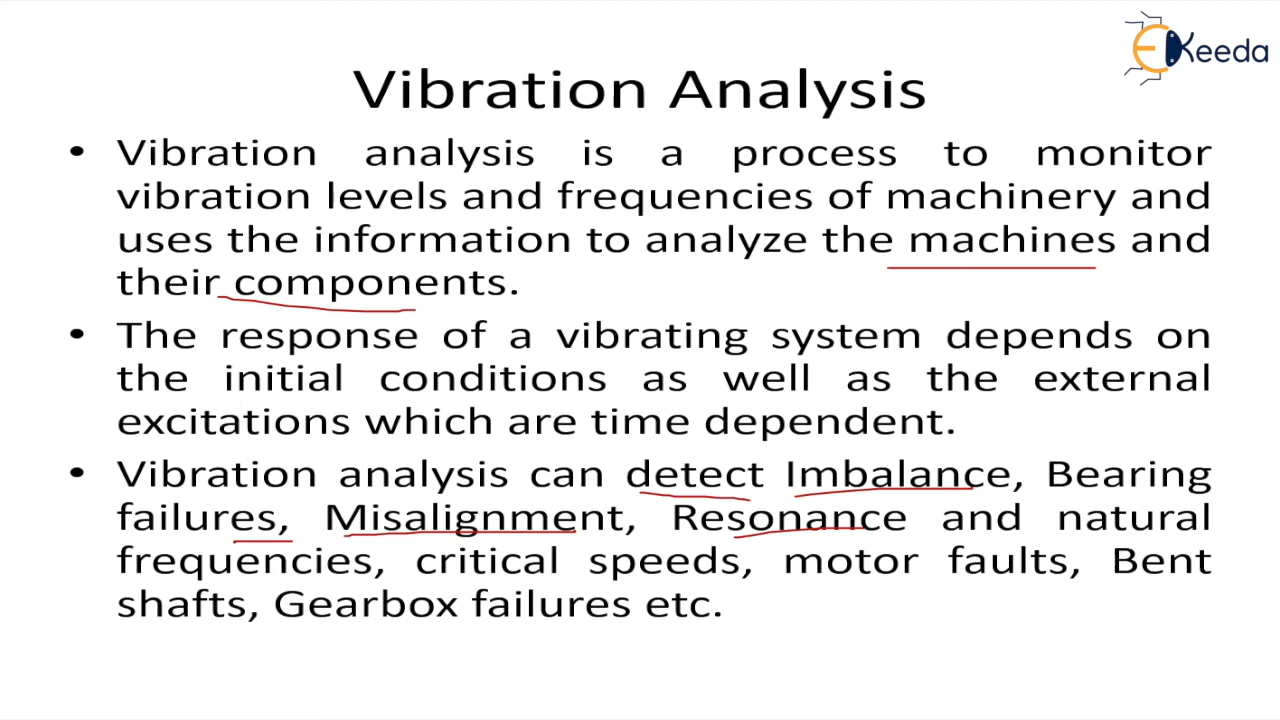 EKeeda
Vibration Analysis
• Vibration analysis is a process to monitor
vibration levels and frequencies of machinery and
uses the information to analyze the machines and
their components.
• The response of a vibrating system depends on
the initial conditions as well as the external
excitations which are time dependent.
• Vibration analysis can detect Imbalance, Bearing
failures, Misalignment, Resonance and natural
frequencies, critical speeds, motor faults, Bent
shafts, Gearbox failures etc.